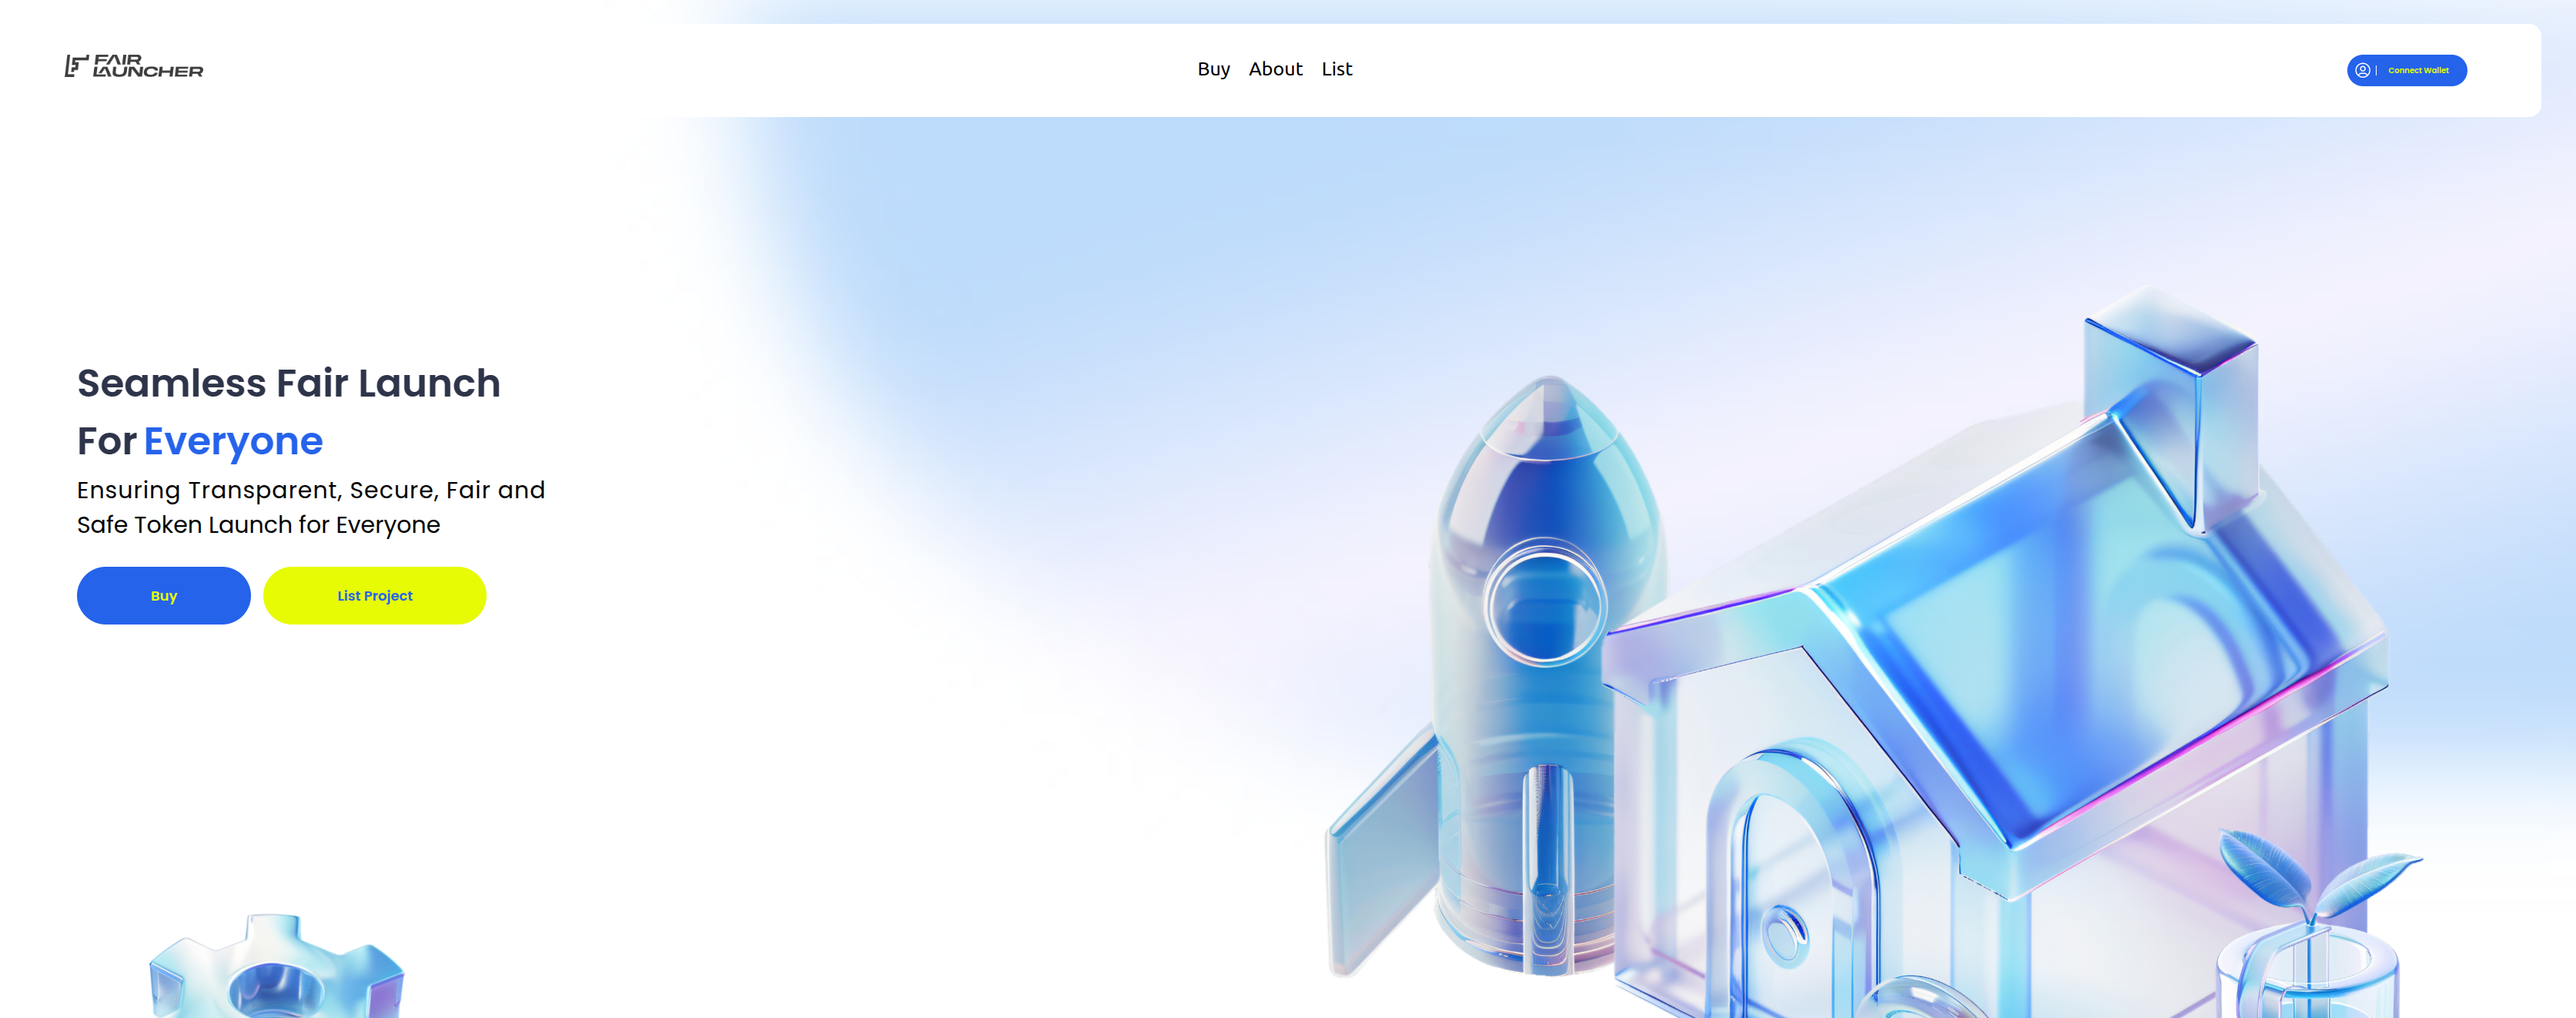 FAIR
LAUNCHER
Buy About List
Connect Wallet
Seamless Fair Launch
For Everyone
Ensuring Transparent, Secure, Fair and
Safe Token Launch for Everyone
Buy
List Project